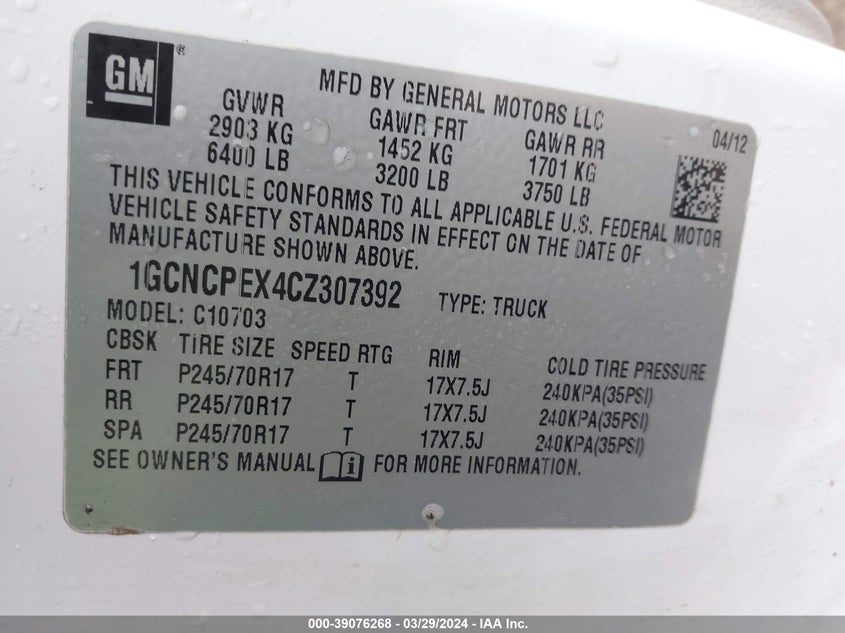 GM®
MFD BY GENERAL MOTORS LLC
04/12
GVWR GAWR FRT GAWR RR
2903 KG 1452 KG 1701 KG
6400 LB 3200 LB 3750 LB
THIS VEHICLE CONFORMS TO ALL APPLICABLE U.S. FEDERAL MOTOR
VEHICLE SAFETY STANDARDS IN EFFECT ON THE DATE OF
MANUFACTURE SHOWN ABOVE.
1GCNCPEX4CZ307392 TYPE: TRUCK
MODEL: C10703
CBSK TIRE SIZE SPEED RTG RIM COLD TIRE PRESSURE
FRT P245/70R17 T 17X7.5J 240KPA(35PSI)
RR P245/70R17 T 17X7.5J 240KPA(35PSI)
SPA P245/70R17 T 17X7.5J 240KPA(35PSI)
SEE OWNER'S MANUAL FOR MORE INFORMATION.
000-39076268 - 03/29/2024 - IAA Inc.